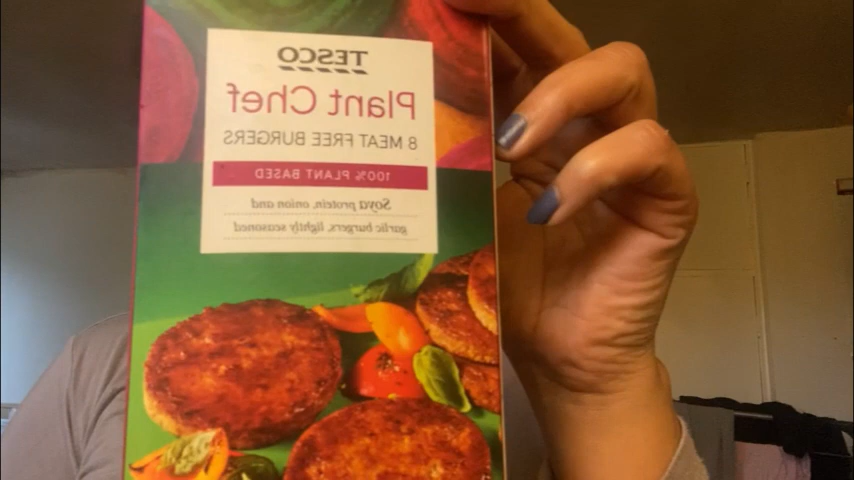 TESCO
Plant Chef
8 MEAT FREE BURGERS
100% PLANT BASED
Soya protein, onion and
garlic burgers, lightly seasoned